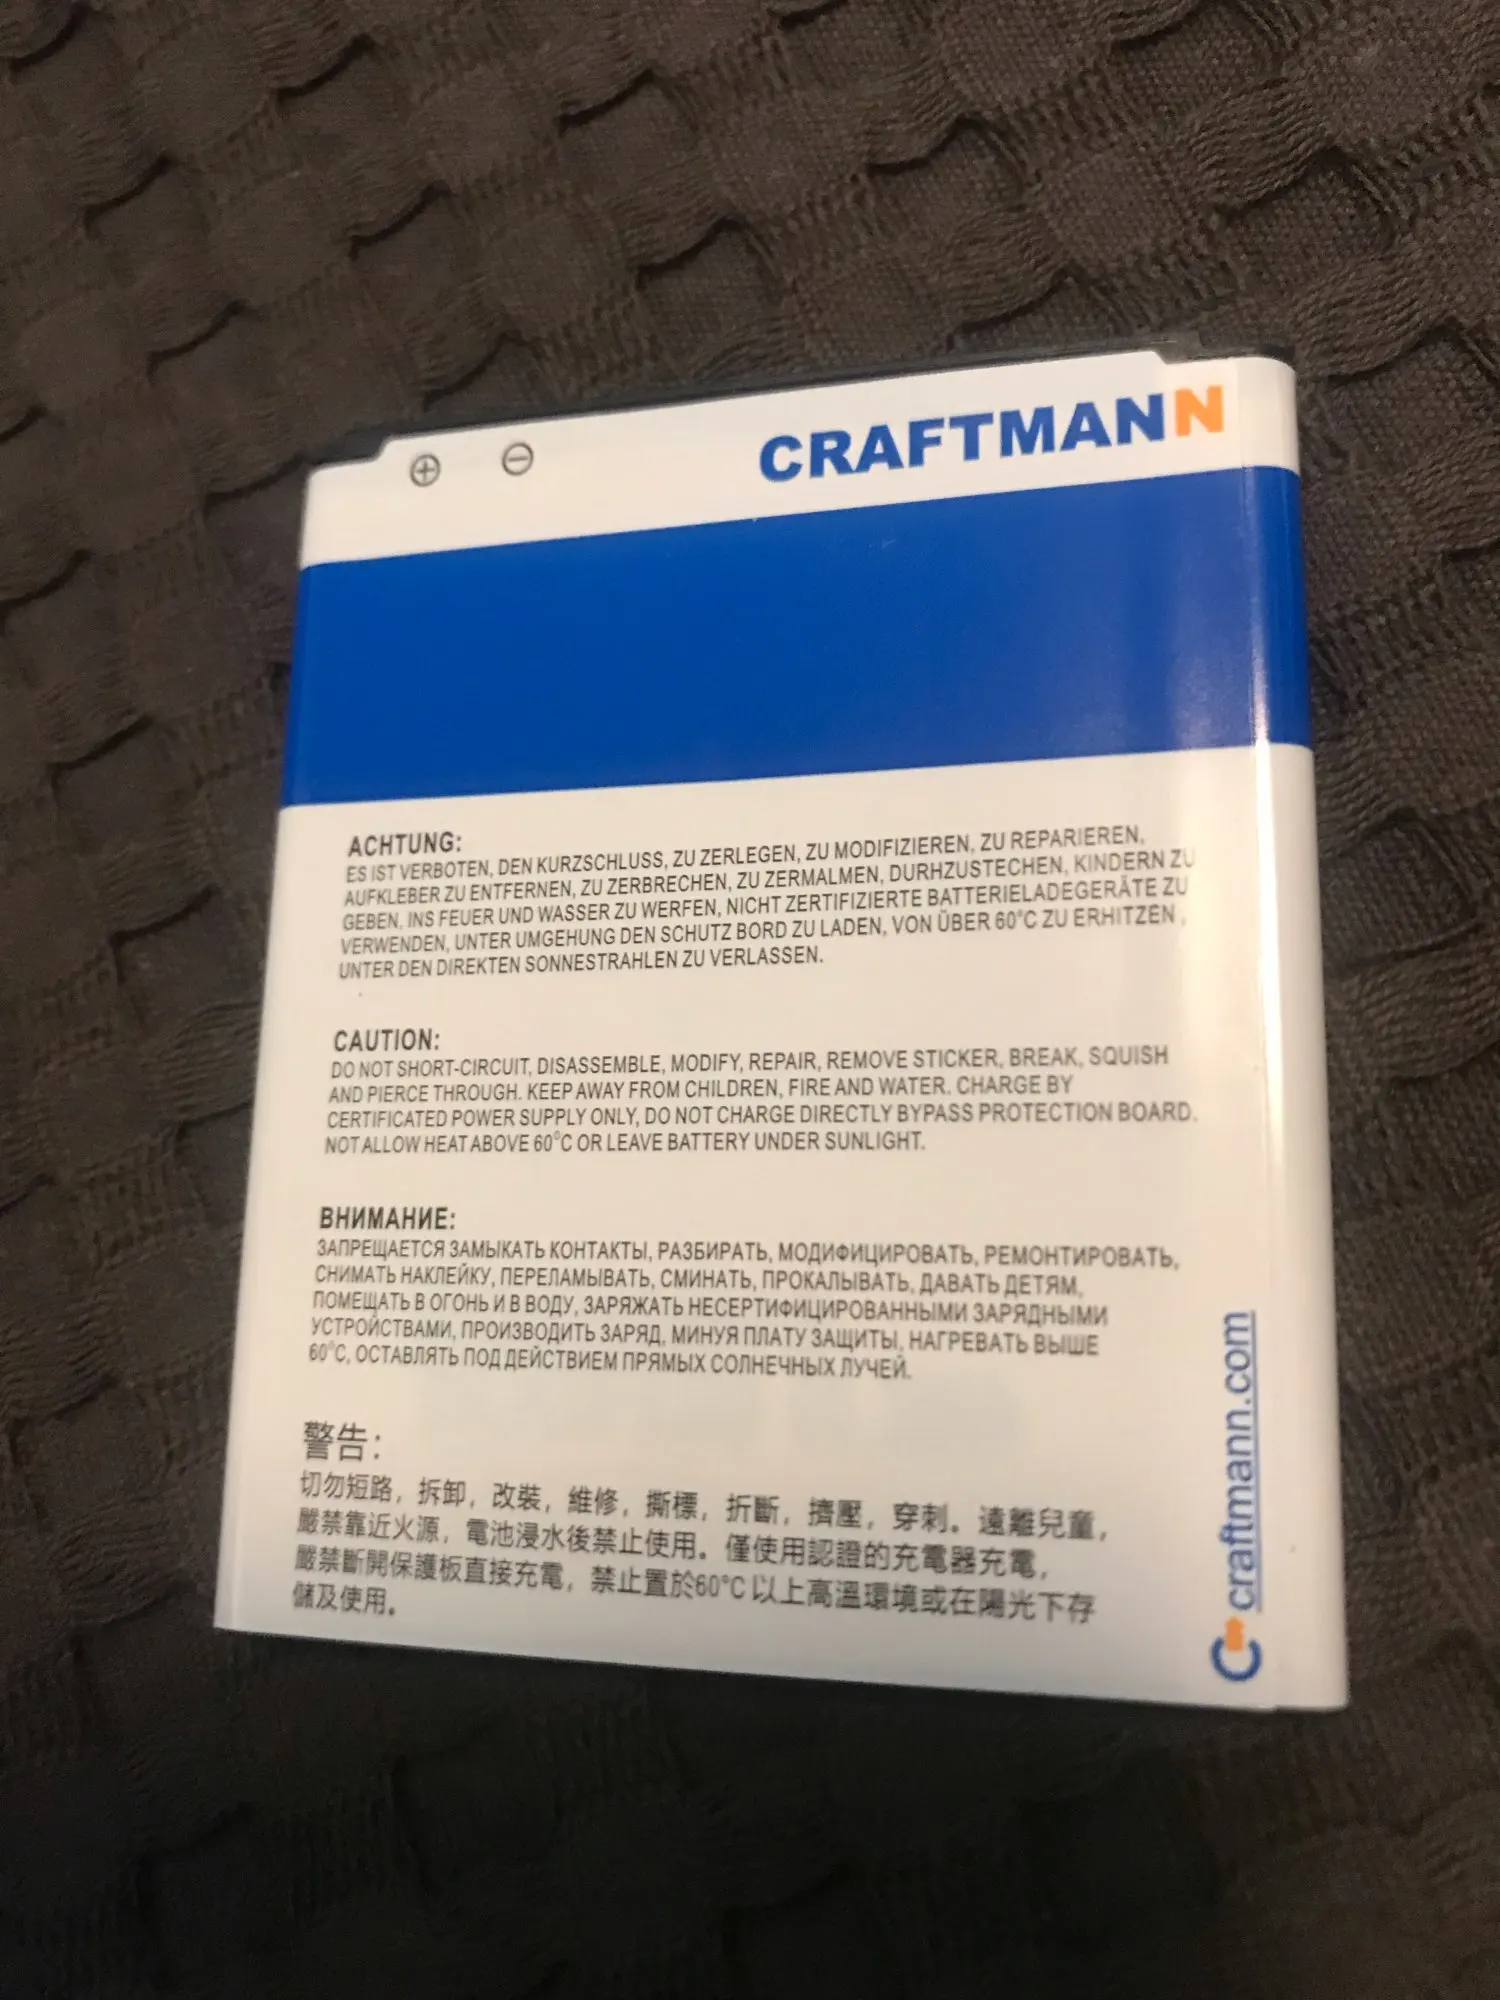 CRAFTMANN
ACHTUNG:
ES IST VERBOTEN, DEN KURZSCHLUSS, ZU ZERLEGEN, ZU MODIFIZIEREN, ZU REPARIEREN,
AUFKLEBER ZU ENTFERNEN, ZU ZERBRECHEN, ZU ZERMALMEN, DURHZUSTECHEN, KINDERN ZU
GEBEN, INS FEUER UND WASSER ZU WERFEN, NICHT ZERTIFIZIERTE BATTERIELADEGERÄTE ZU
VERWENDEN, UNTER UMGEHUNG DEN SCHUTZ BORD ZU LADEN, VON ÜBER 60°C ZU ERHITZEN ,
UNTER DEN DIREKTEN SONNESTRAHLEN ZU VERLASSEN.
CAUTION:
DO NOT SHORT-CIRCUIT, DISASSEMBLE, MODIFY, REPAIR, REMOVE STICKER, BREAK, SQUISH
AND PIERCE THROUGH. KEEP AWAY FROM CHILDREN, FIRE AND WATER. CHARGE BY
CERTIFICATED POWER SUPPLY ONLY, DO NOT CHARGE DIRECTLY BYPASS PROTECTION BOARD.
NOT ALLOW HEAT ABOVE 60°C OR LEAVE BATTERY UNDER SUNLIGHT.
ВНИМАНИЕ:
ЗАПРЕЩАЕТСЯ ЗАМЫКАТЬ КОНТАКТЫ, РАЗБИРАТЬ, МОДИФИЦИРОВАТЬ, РЕМОНТИРОВАТЬ,
СНИМАТЬ НАКЛЕЙКУ, ПЕРЕЛАМЫВАТЬ, СМИНАТЬ, ПРОКАЛЫВАТЬ, ДАВАТЬ ДЕТЯМ,
ПОМЕЩАТЬ В ОГОНЬ И В ВОДУ, ЗАРЯЖАТЬ НЕСЕРТИФИЦИРОВАННЫМИ ЗАРЯДНЫМИ
УСТРОЙСТВАМИ, ПРОИЗВОДИТЬ ЗАРЯД, МИНУЯ ПЛАТУ ЗАЩИТЫ, НАГРЕВАТЬ ВЫШЕ
60°С, ОСТАВЛЯТЬ ПОД ДЕЙСТВИЕМ ПРЯМЫХ СОЛНЕЧНЫХ ЛУЧЕЙ.
警告：
切勿短路，拆卸，改裝，維修，撕標，折斷，擠壓，穿刺。遠離兒童，
嚴禁靠近火源，電池浸水後禁止使用。僅使用認證的充電器充電，
嚴禁斷開保護板直接充電，禁止置於60°C以上高溫環境或在陽光下存
儲及使用。
craftmann.com